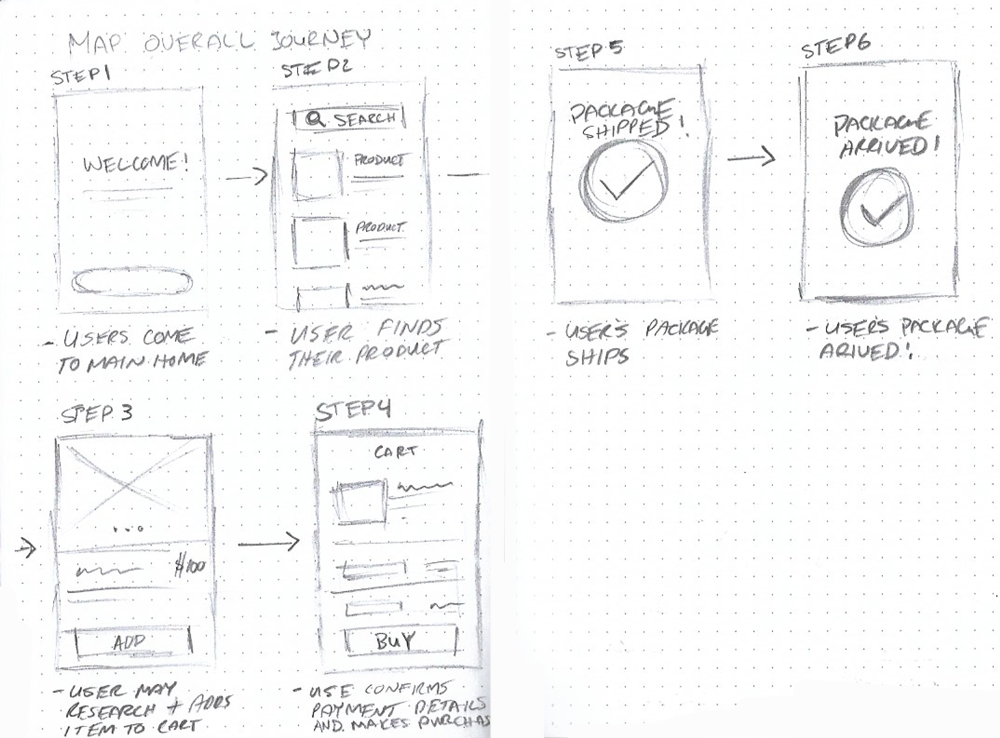 MAP OVERALL JOURNEY
STEP 1
WELCOME!
- USERS COME
TO MAIN HOME
STEP 2
SEARCH
PRODUCT
PRODUCT
- USER FINDS
THEIR PRODUCT
STEP 3
$100
ADD
- USER MAY
RESEARCH + ADDS
ITEM TO CART
STEP 4
CART
BUY
- USE CONFIRMS
PAYMENT DETAILS
AND MAKES PURCHAS
STEP 5
PACKAGE
SHIPPED!
- USER'S PACKAGE
SHIPS
STEP 6
PACKAGE
ARRIVED!
- USER'S PACKAGE
ARIVED!